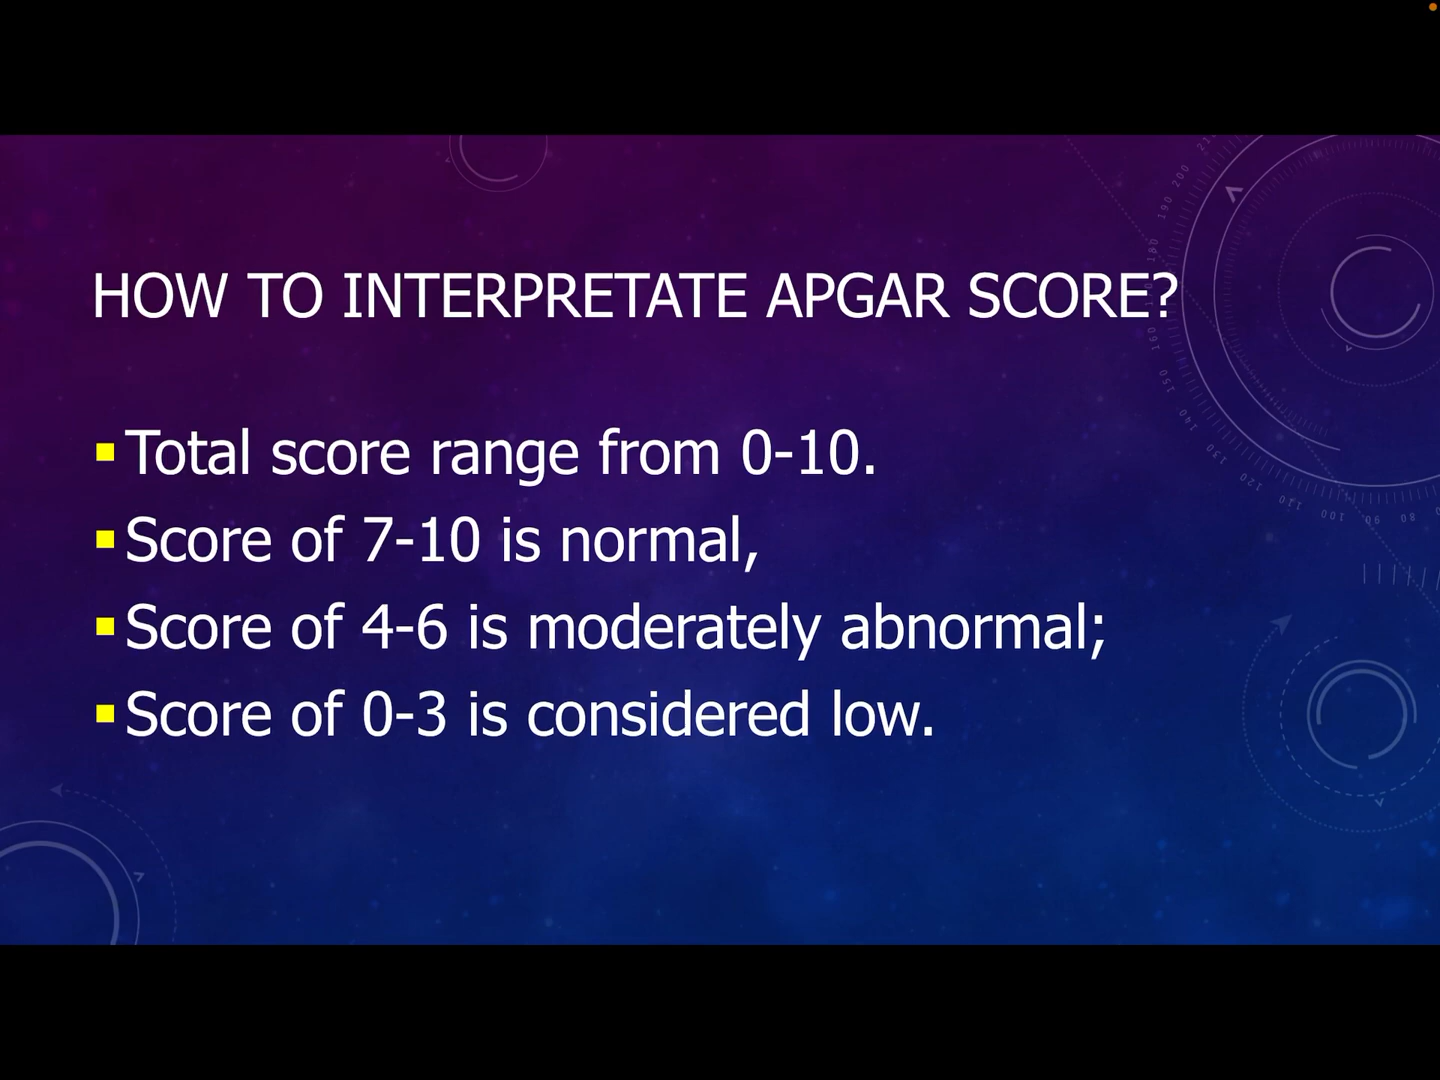 HOW TO INTERPRETATE APGAR SCORE?
Total score range from 0-10.
Score of 7-10 is normal,
Score of 4-6 is moderately abnormal;
Score of 0-3 is considered low.